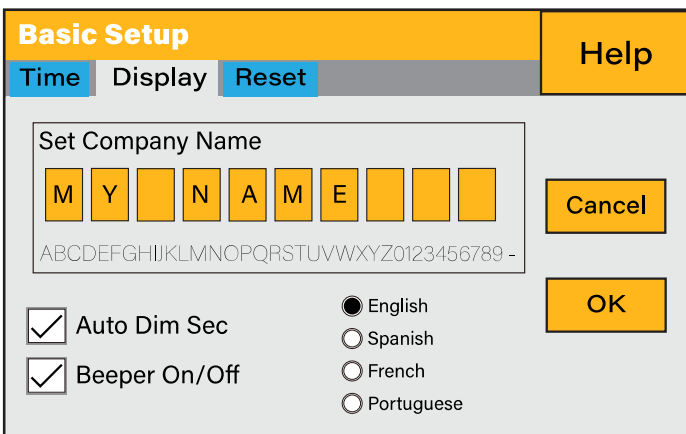 Basic Setup
Help
Time Display Reset
Set Company Name
M Y N A M E
ABCDEFGHIJKLMNOPQRSTUVWXYZ0123456789 -
Cancel
OK
Auto Dim Sec
Beeper On/Off
English
Spanish
French
Portuguese